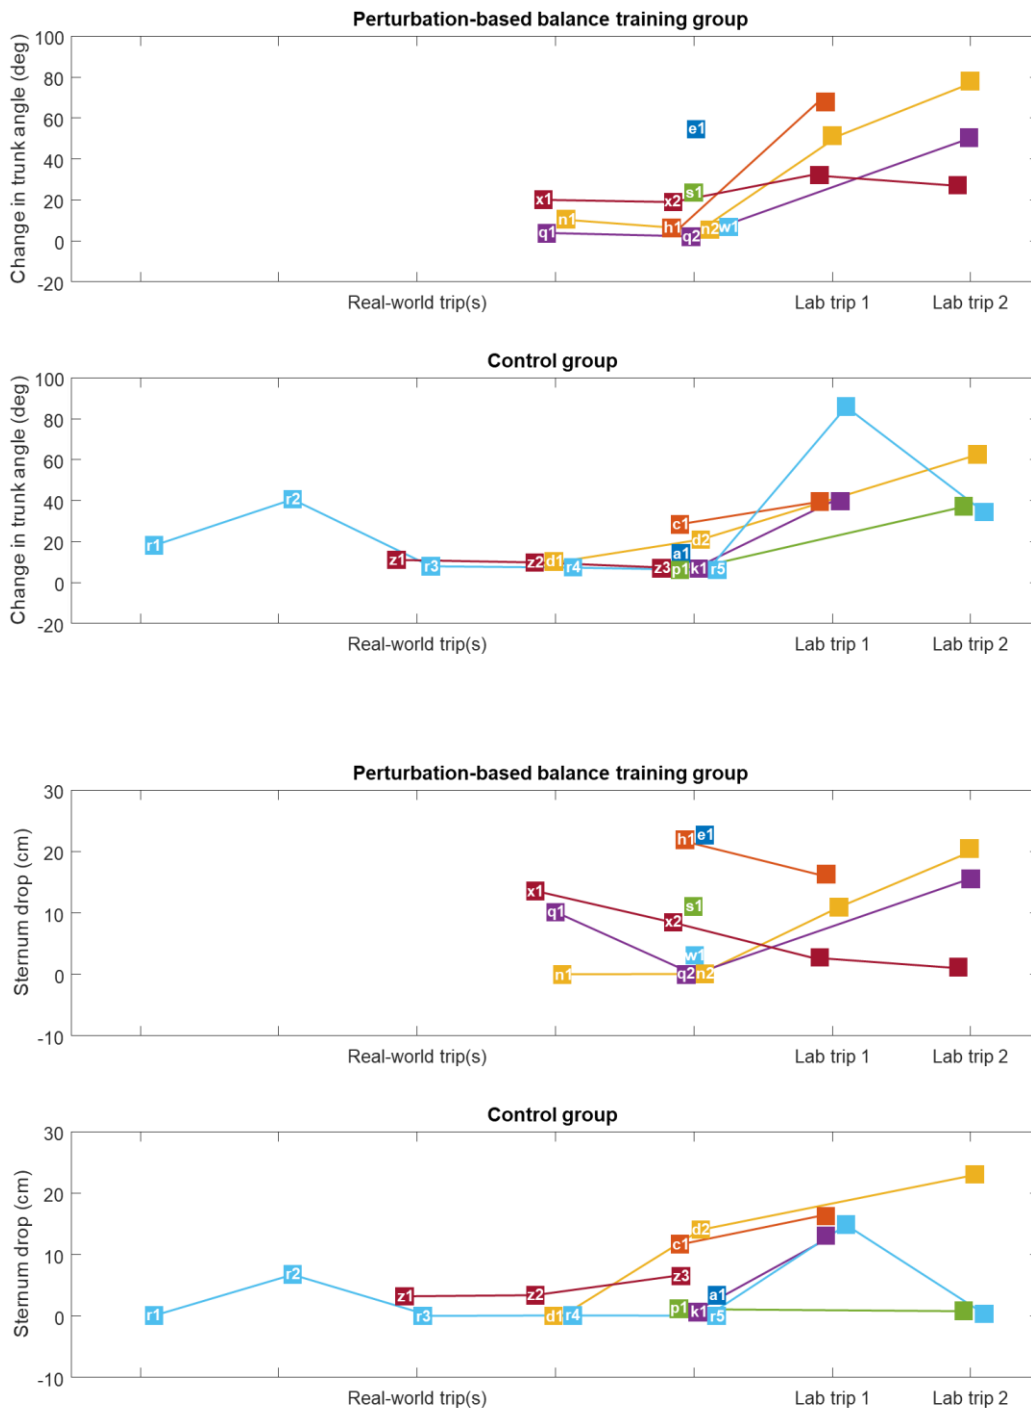 Perturbation-based balance training group
Change in trunk angle (deg)
100
80
60
40
20
0
-20
e1
x1 x2 s1
n1 h1 n2 w1
q1 q2
Real-world trip(s) Lab trip 1 Lab trip 2
Control group
Change in trunk angle (deg)
100
80
60
40
20
0
-20
r1 r2 r3 r4 r5
z1 z2 z3
d1 d2
c1 a1 p1 k1
Real-world trip(s) Lab trip 1 Lab trip 2
Perturbation-based balance training group
Sternum drop (cm)
30
20
10
0
-10
h1 e1
x1 x2
q1 q2
s1 w1
n1 n2
Real-world trip(s) Lab trip 1 Lab trip 2
Control group
Sternum drop (cm)
30
20
10
0
-10
r1 r2 r3 r4 r5
z1 z2 z3
d1 d2
c1 a1 p1 k1
Real-world trip(s) Lab trip 1 Lab trip 2